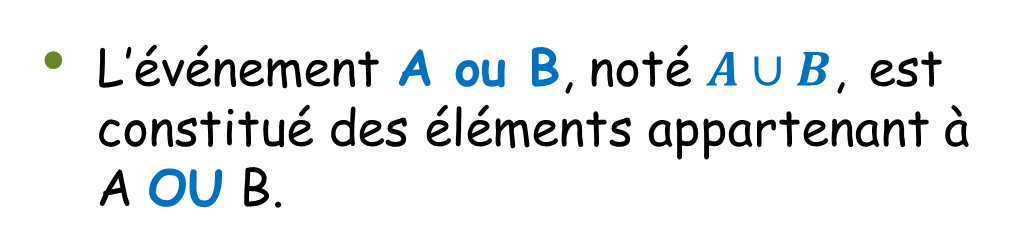 • L'événement A ou B, noté A ∪ B, est
constitué des éléments appartenant à
A OU B.